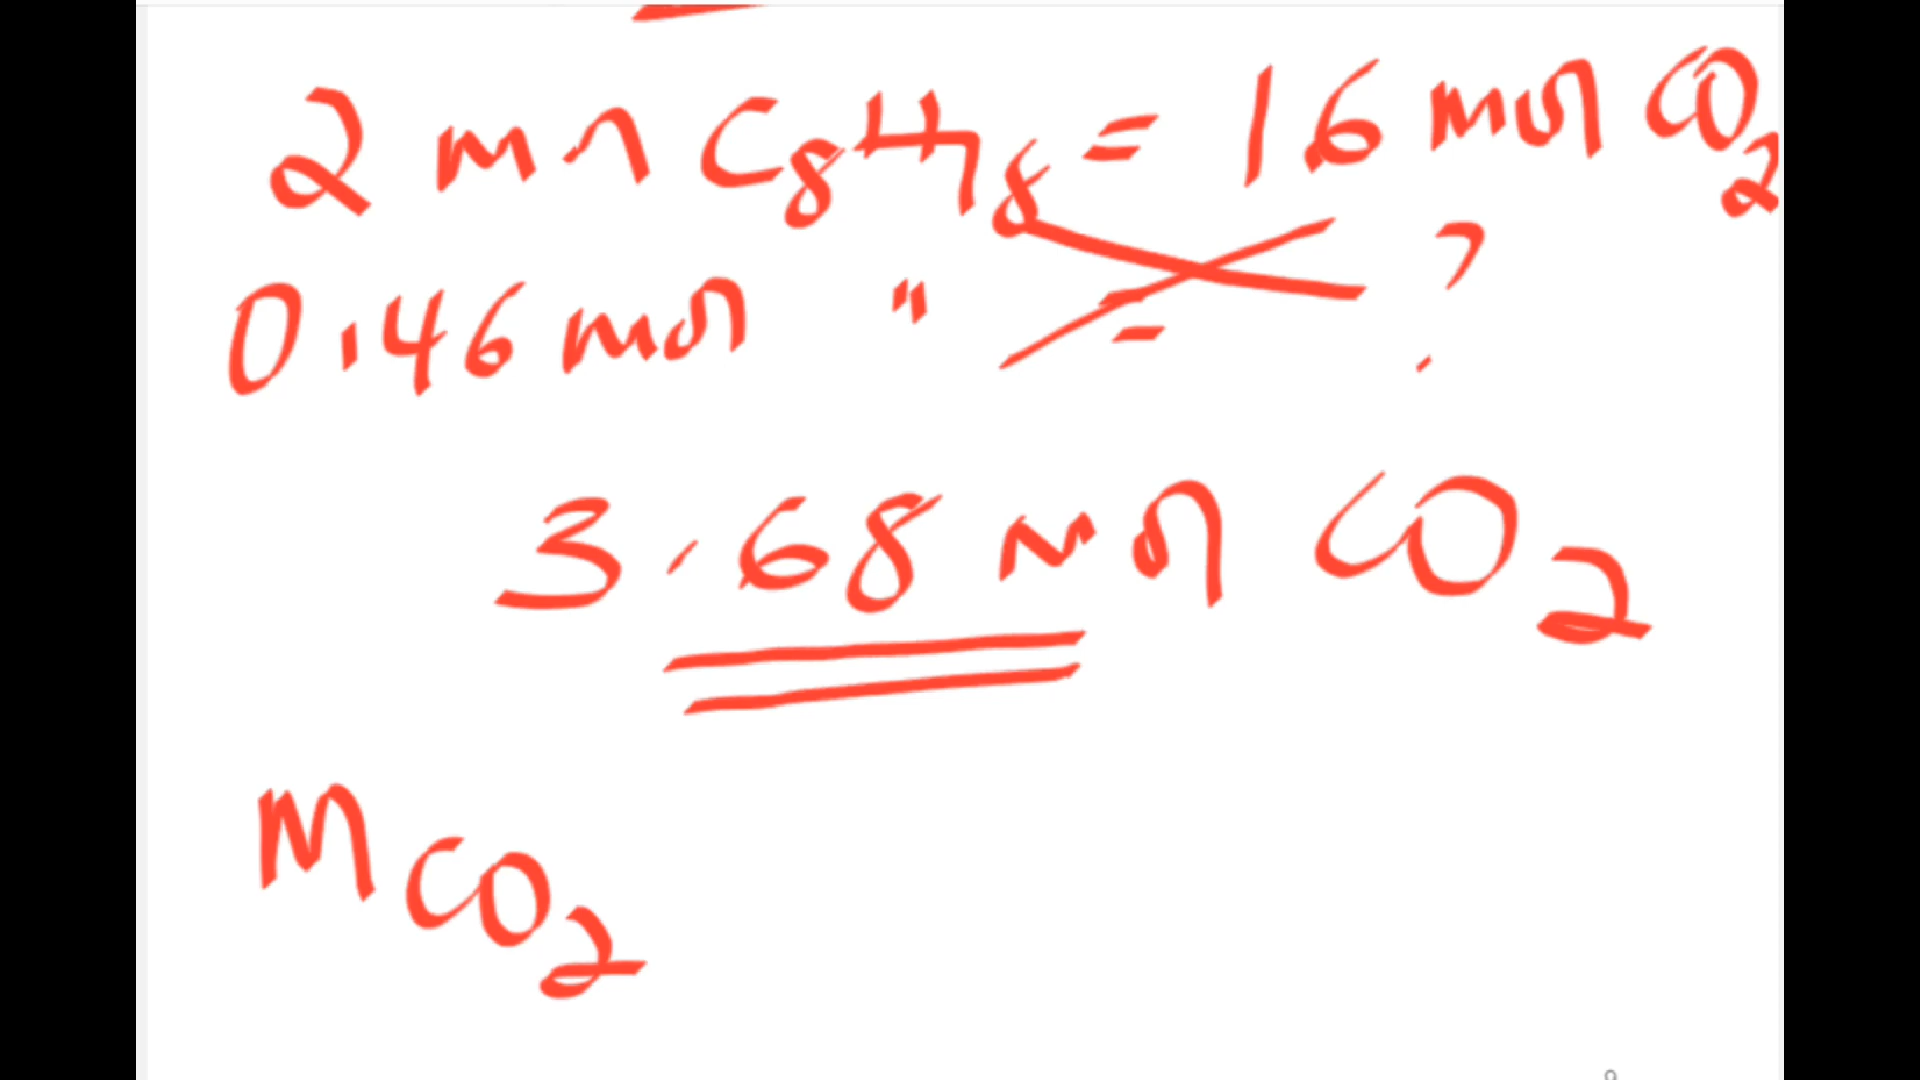 2 mol C₈H₁₈ = 16 mol CO₂
0.46 mol " = ?
3.68 mol CO₂
M CO₂